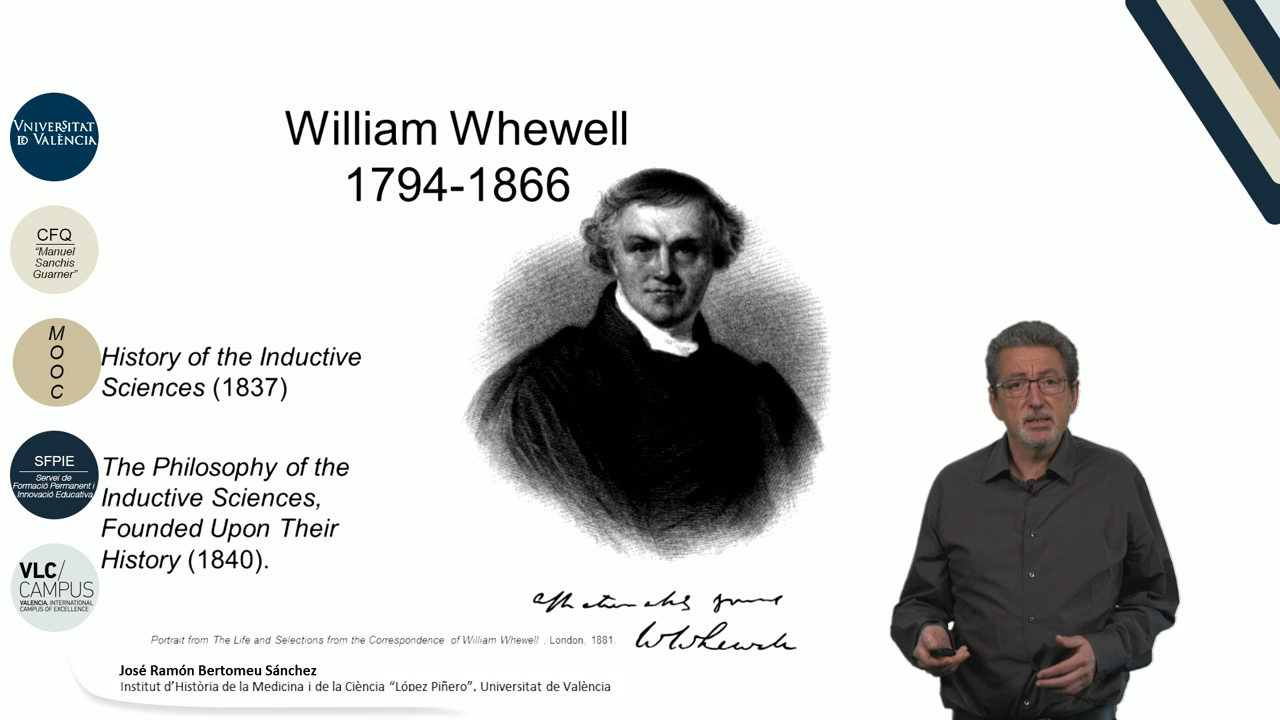 William Whewell
1794-1866
VNIVERSITAT
ID VALÈNCIA
CFQ
"Manuel
Sanchis
Guarner"
M
O
O
C
History of the Inductive
Sciences (1837)
SFPIE
Servei de
Formació Permanent i
Innovació Educativa
The Philosophy of the
Inductive Sciences,
Founded Upon Their
History (1840).
VLC/
CAMPUS
VALENCIA, INTERNATIONAL
CAMPUS OF EXCELLENCE
Affectionately yours
W Whewell
Portrait from The Life and Selections from the Correspondence of William Whewell , London, 1881.
José Ramón Bertomeu Sánchez
Institut d'Història de la Medicina i de la Ciència "López Piñero". Universitat de València